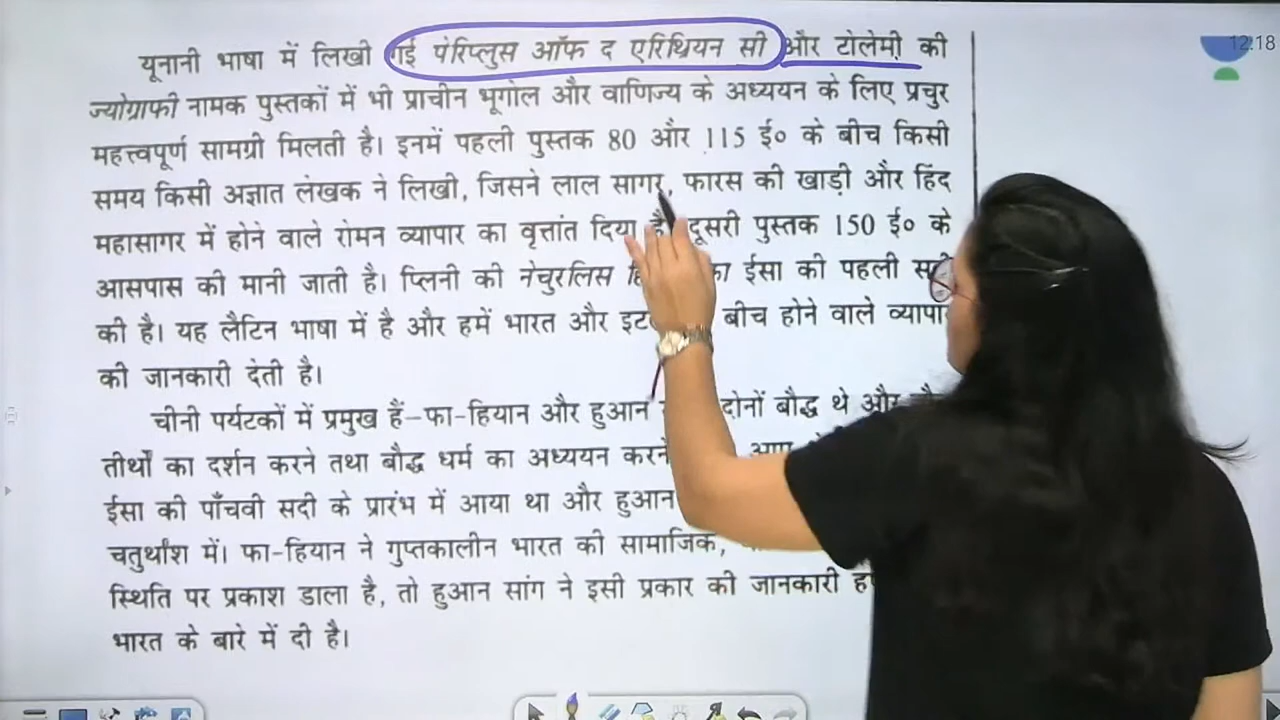 यूनानी भाषा में लिखी गई पेरिप्लुस ऑफ द एरिथ्रियन सी और टोलेमी की
ज्योग्राफी नामक पुस्तकों में भी प्राचीन भूगोल और वाणिज्य के अध्ययन के लिए प्रचुर
महत्त्वपूर्ण सामग्री मिलती है। इनमें पहली पुस्तक 80 और 115 ई० के बीच किसी
समय किसी अज्ञात लेखक ने लिखी, जिसने लाल सागर, फारस की खाड़ी और हिंद
महासागर में होने वाले रोमन व्यापार का वृत्तांत दिया है। दूसरी पुस्तक 150 ई० के
आसपास की मानी जाती है। प्लिनी की नेचुरलिस ईसा की पहली
की है। यह लैटिन भाषा में है और हमें भारत और बीच होने वाले व्यापार
की जानकारी देती है।
चीनी पर्यटकों में प्रमुख हैं-फा-हियान और हुआन दोनों बौद्ध थे और
तीर्थों का दर्शन करने तथा बौद्ध धर्म का अध्ययन करने
ईसा की पाँचवी सदी के प्रारंभ में आया था और हुआन
चतुर्थांश में। फा-हियान ने गुप्तकालीन भारत की सामाजिक,
स्थिति पर प्रकाश डाला है, तो हुआन सांग ने इसी प्रकार की जानकारी
भारत के बारे में दी है।
12:18